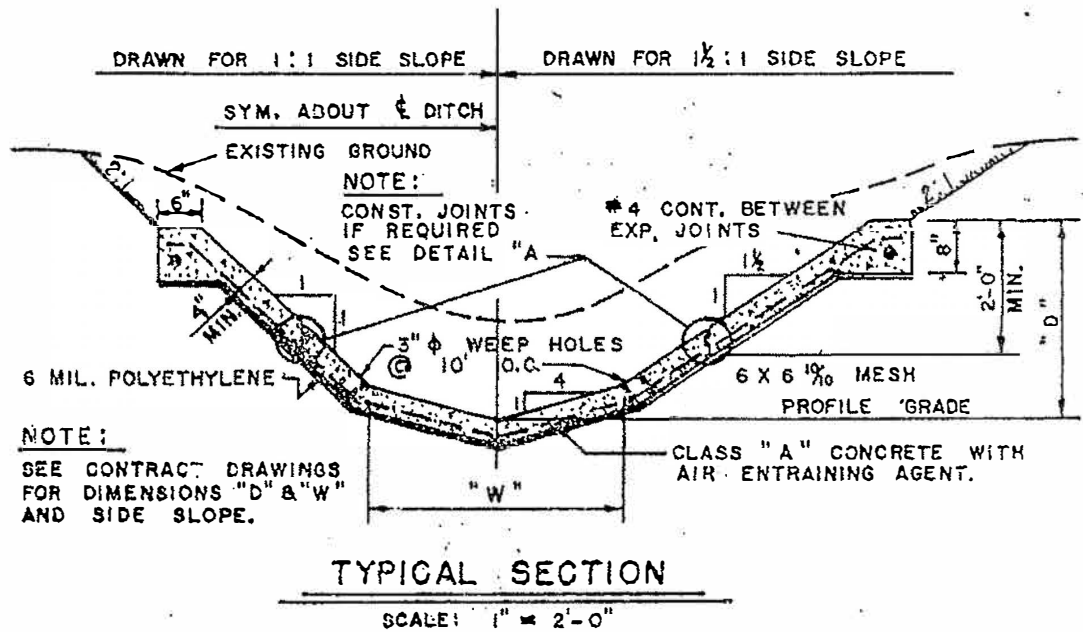 DRAWN FOR 1:1 SIDE SLOPE
DRAWN FOR 1½:1 SIDE SLOPE
SYM. ABOUT ℄ DITCH
EXISTING GROUND
NOTE:
CONST. JOINTS
IF REQUIRED
SEE DETAIL "A
#4 CONT. BETWEEN
EXP. JOINTS
2:1
2:1
6"
8"
2'-0"
MIN.
"D"
1½
1
1
1
4"
MIN.
3" ϕ WEEP HOLES
@ 10' O.C.
4
1
6 MIL. POLYETHYLENE
6 X 6 10/10 MESH
PROFILE GRADE
NOTE:
SEE CONTRACT DRAWINGS
FOR DIMENSIONS "D" & "W"
AND SIDE SLOPE.
"W"
CLASS "A" CONCRETE WITH
AIR ENTRAINING AGENT.
TYPICAL SECTION
SCALE: 1" = 2'-0"